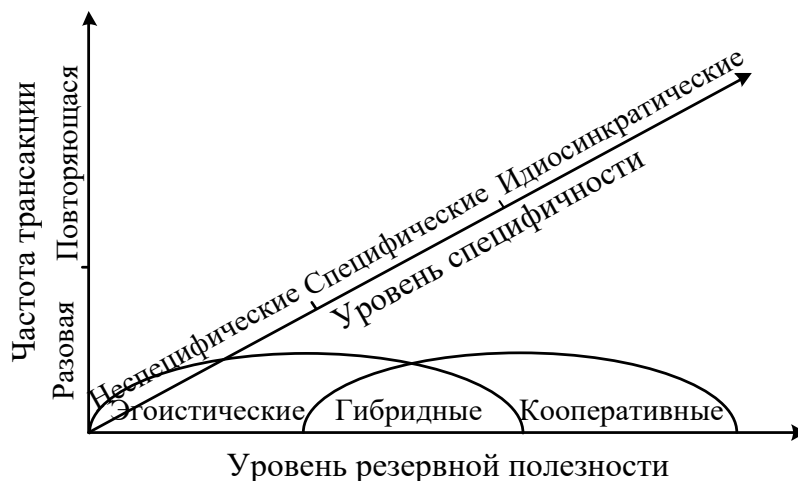 Частота трансакции
Повторяющася
Разовая
Неспецифические
Специфические
Идиосинкратические
Уровень специфичности
Эгоистические
Гибридные
Кооперативные
Уровень резервной полезности